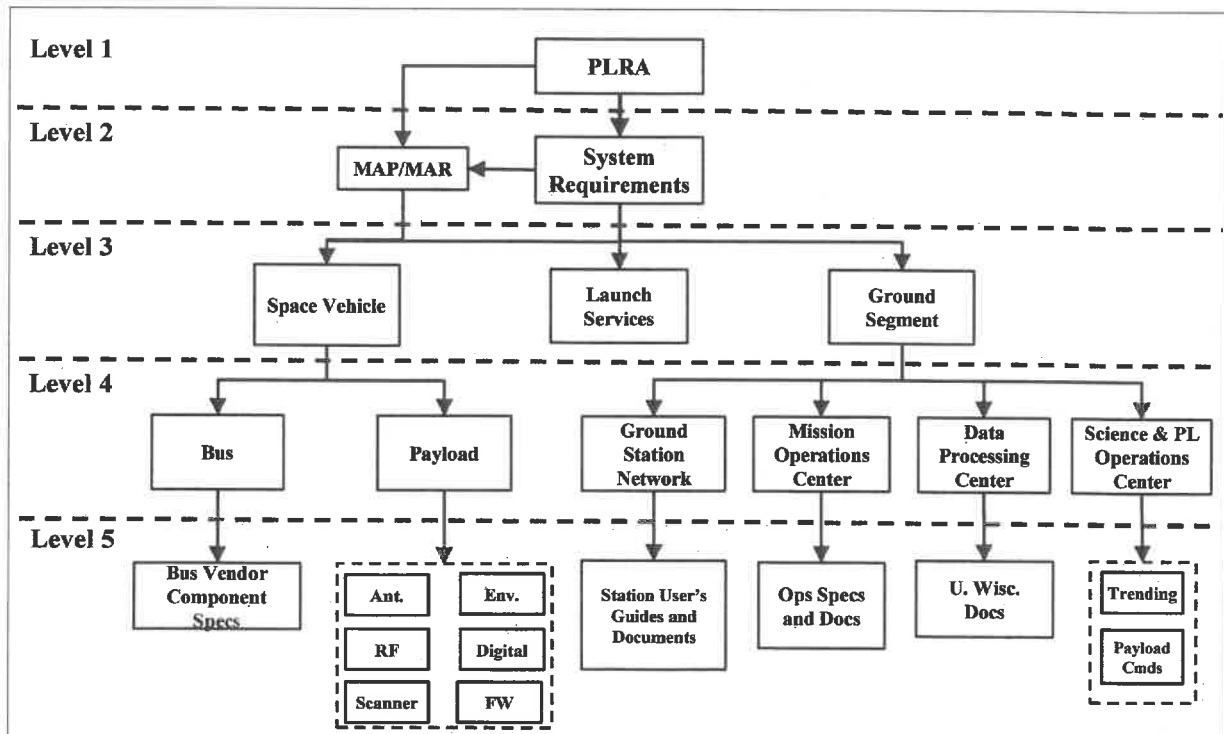 Level 1
PLRA
Level 2
MAP/MAR
System
Requirements
Level 3
Space Vehicle
Launch
Services
Ground
Segment
Level 4
Bus
Payload
Ground
Station
Network
Mission
Operations
Center
Data
Processing
Center
Science & PL
Operations
Center
Level 5
Bus Vendor
Component
Specs
Ant.
Env.
RF
Digital
Scanner
FW
Station User's
Guides and
Documents
Ops Specs
and Docs
U. Wisc.
Docs
Trending
Payload
Cmds